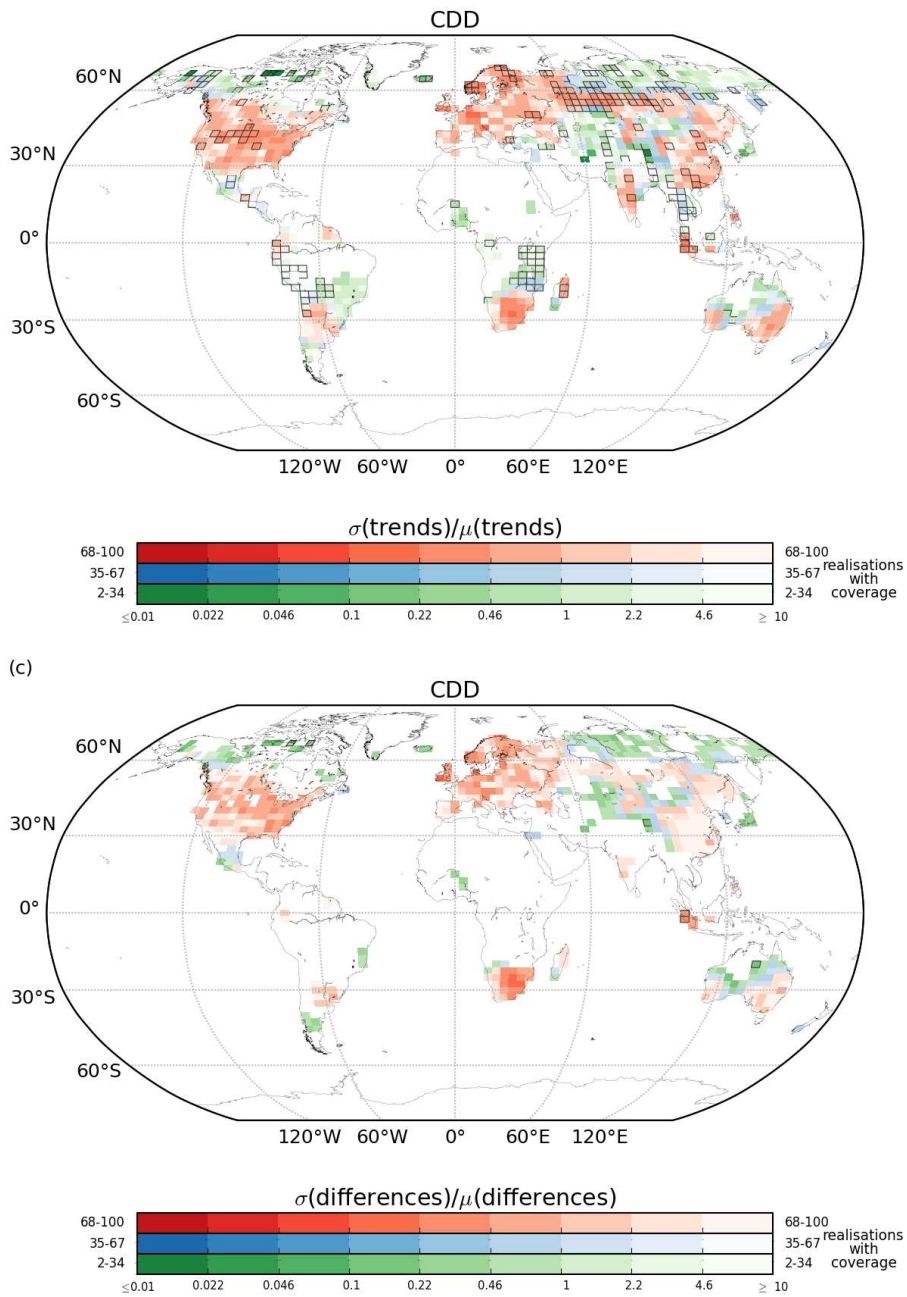 CDD
60°N
30°N
0°
30°S
60°S
120°W 60°W 0° 60°E 120°E
σ(trends)/μ(trends)
68-100 68-100
35-67 35-67 realisations
with
2-34 2-34 coverage
≤0.01 0.022 0.046 0.1 0.22 0.46 1 2.2 4.6 ≥ 10
(c)
CDD
60°N
30°N
0°
30°S
60°S
120°W 60°W 0° 60°E 120°E
σ(differences)/μ(differences)
68-100 68-100
35-67 35-67 realisations
with
2-34 2-34 coverage
≤0.01 0.022 0.046 0.1 0.22 0.46 1 2.2 4.6 ≥ 10